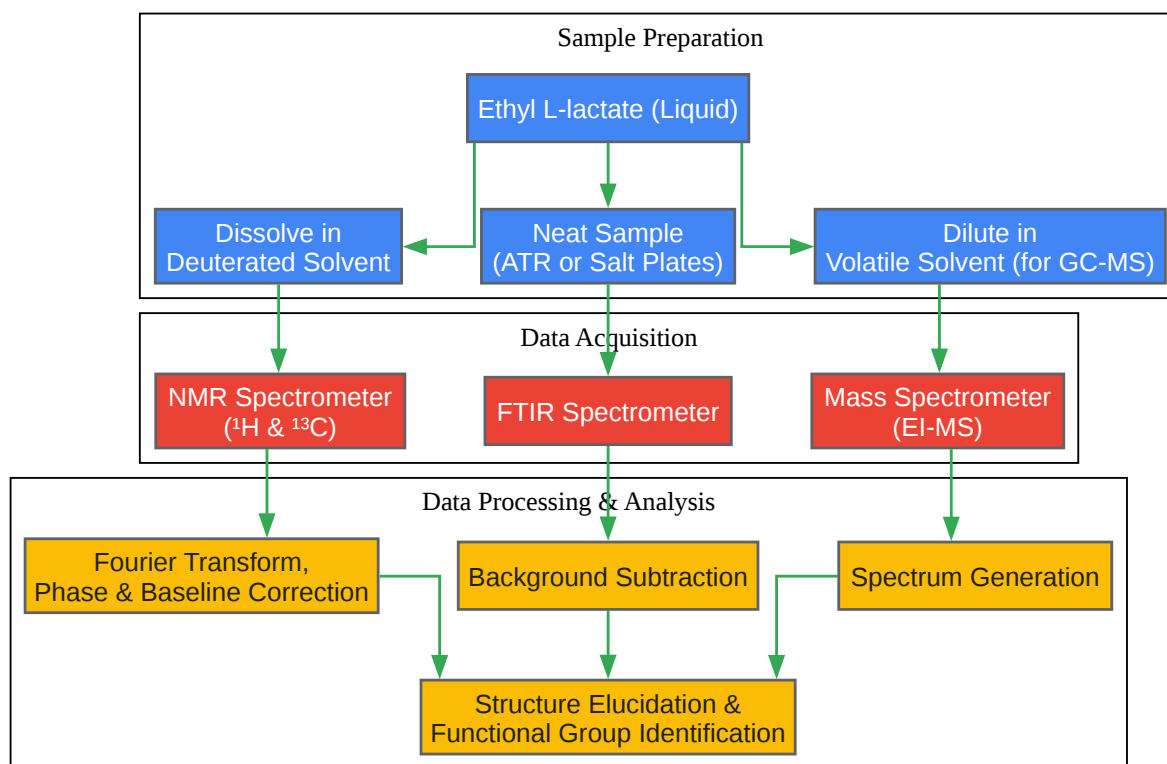 Sample Preparation
Ethyl L-lactate (Liquid)
Dissolve in
Deuterated Solvent
Neat Sample
(ATR or Salt Plates)
Dilute in
Volatile Solvent (for GC-MS)
Data Acquisition
NMR Spectrometer
(¹H & ¹³C)
FTIR Spectrometer
Mass Spectrometer
(EI-MS)
Data Processing & Analysis
Fourier Transform,
Phase & Baseline Correction
Background Subtraction
Spectrum Generation
Structure Elucidation &
Functional Group Identification